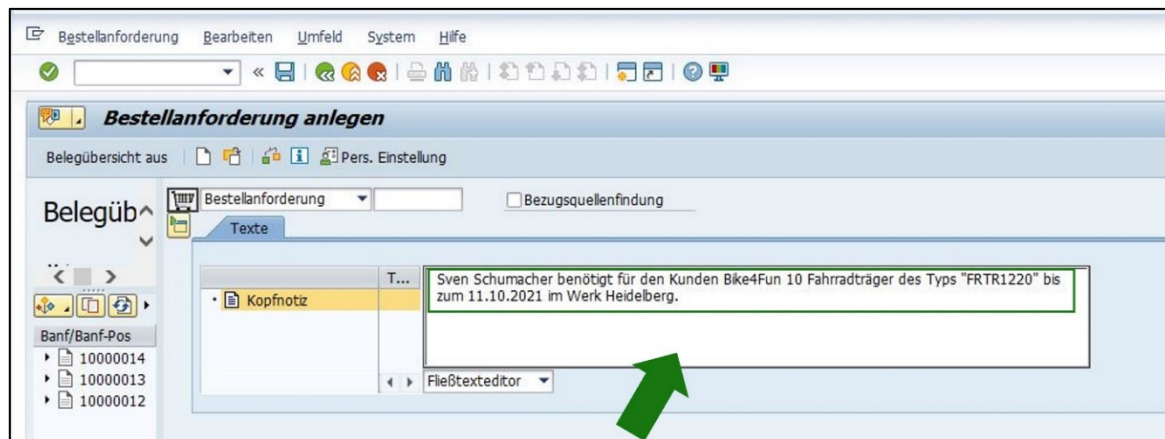 Bestellanforderung Bearbeiten Umfeld System Hilfe
Bestellanforderung anlegen
Belegübersicht aus Pers. Einstellung
Belegüb
Bestellanforderung Bezugsquellenfindung
Texte
T...
Kopfnotiz
Sven Schumacher benötigt für den Kunden Bike4Fun 10 Fahrradträger des Typs "FRTR1220" bis
zum 11.10.2021 im Werk Heidelberg.
Fließtexteditor
Banf/Banf-Pos
10000014
10000013
10000012